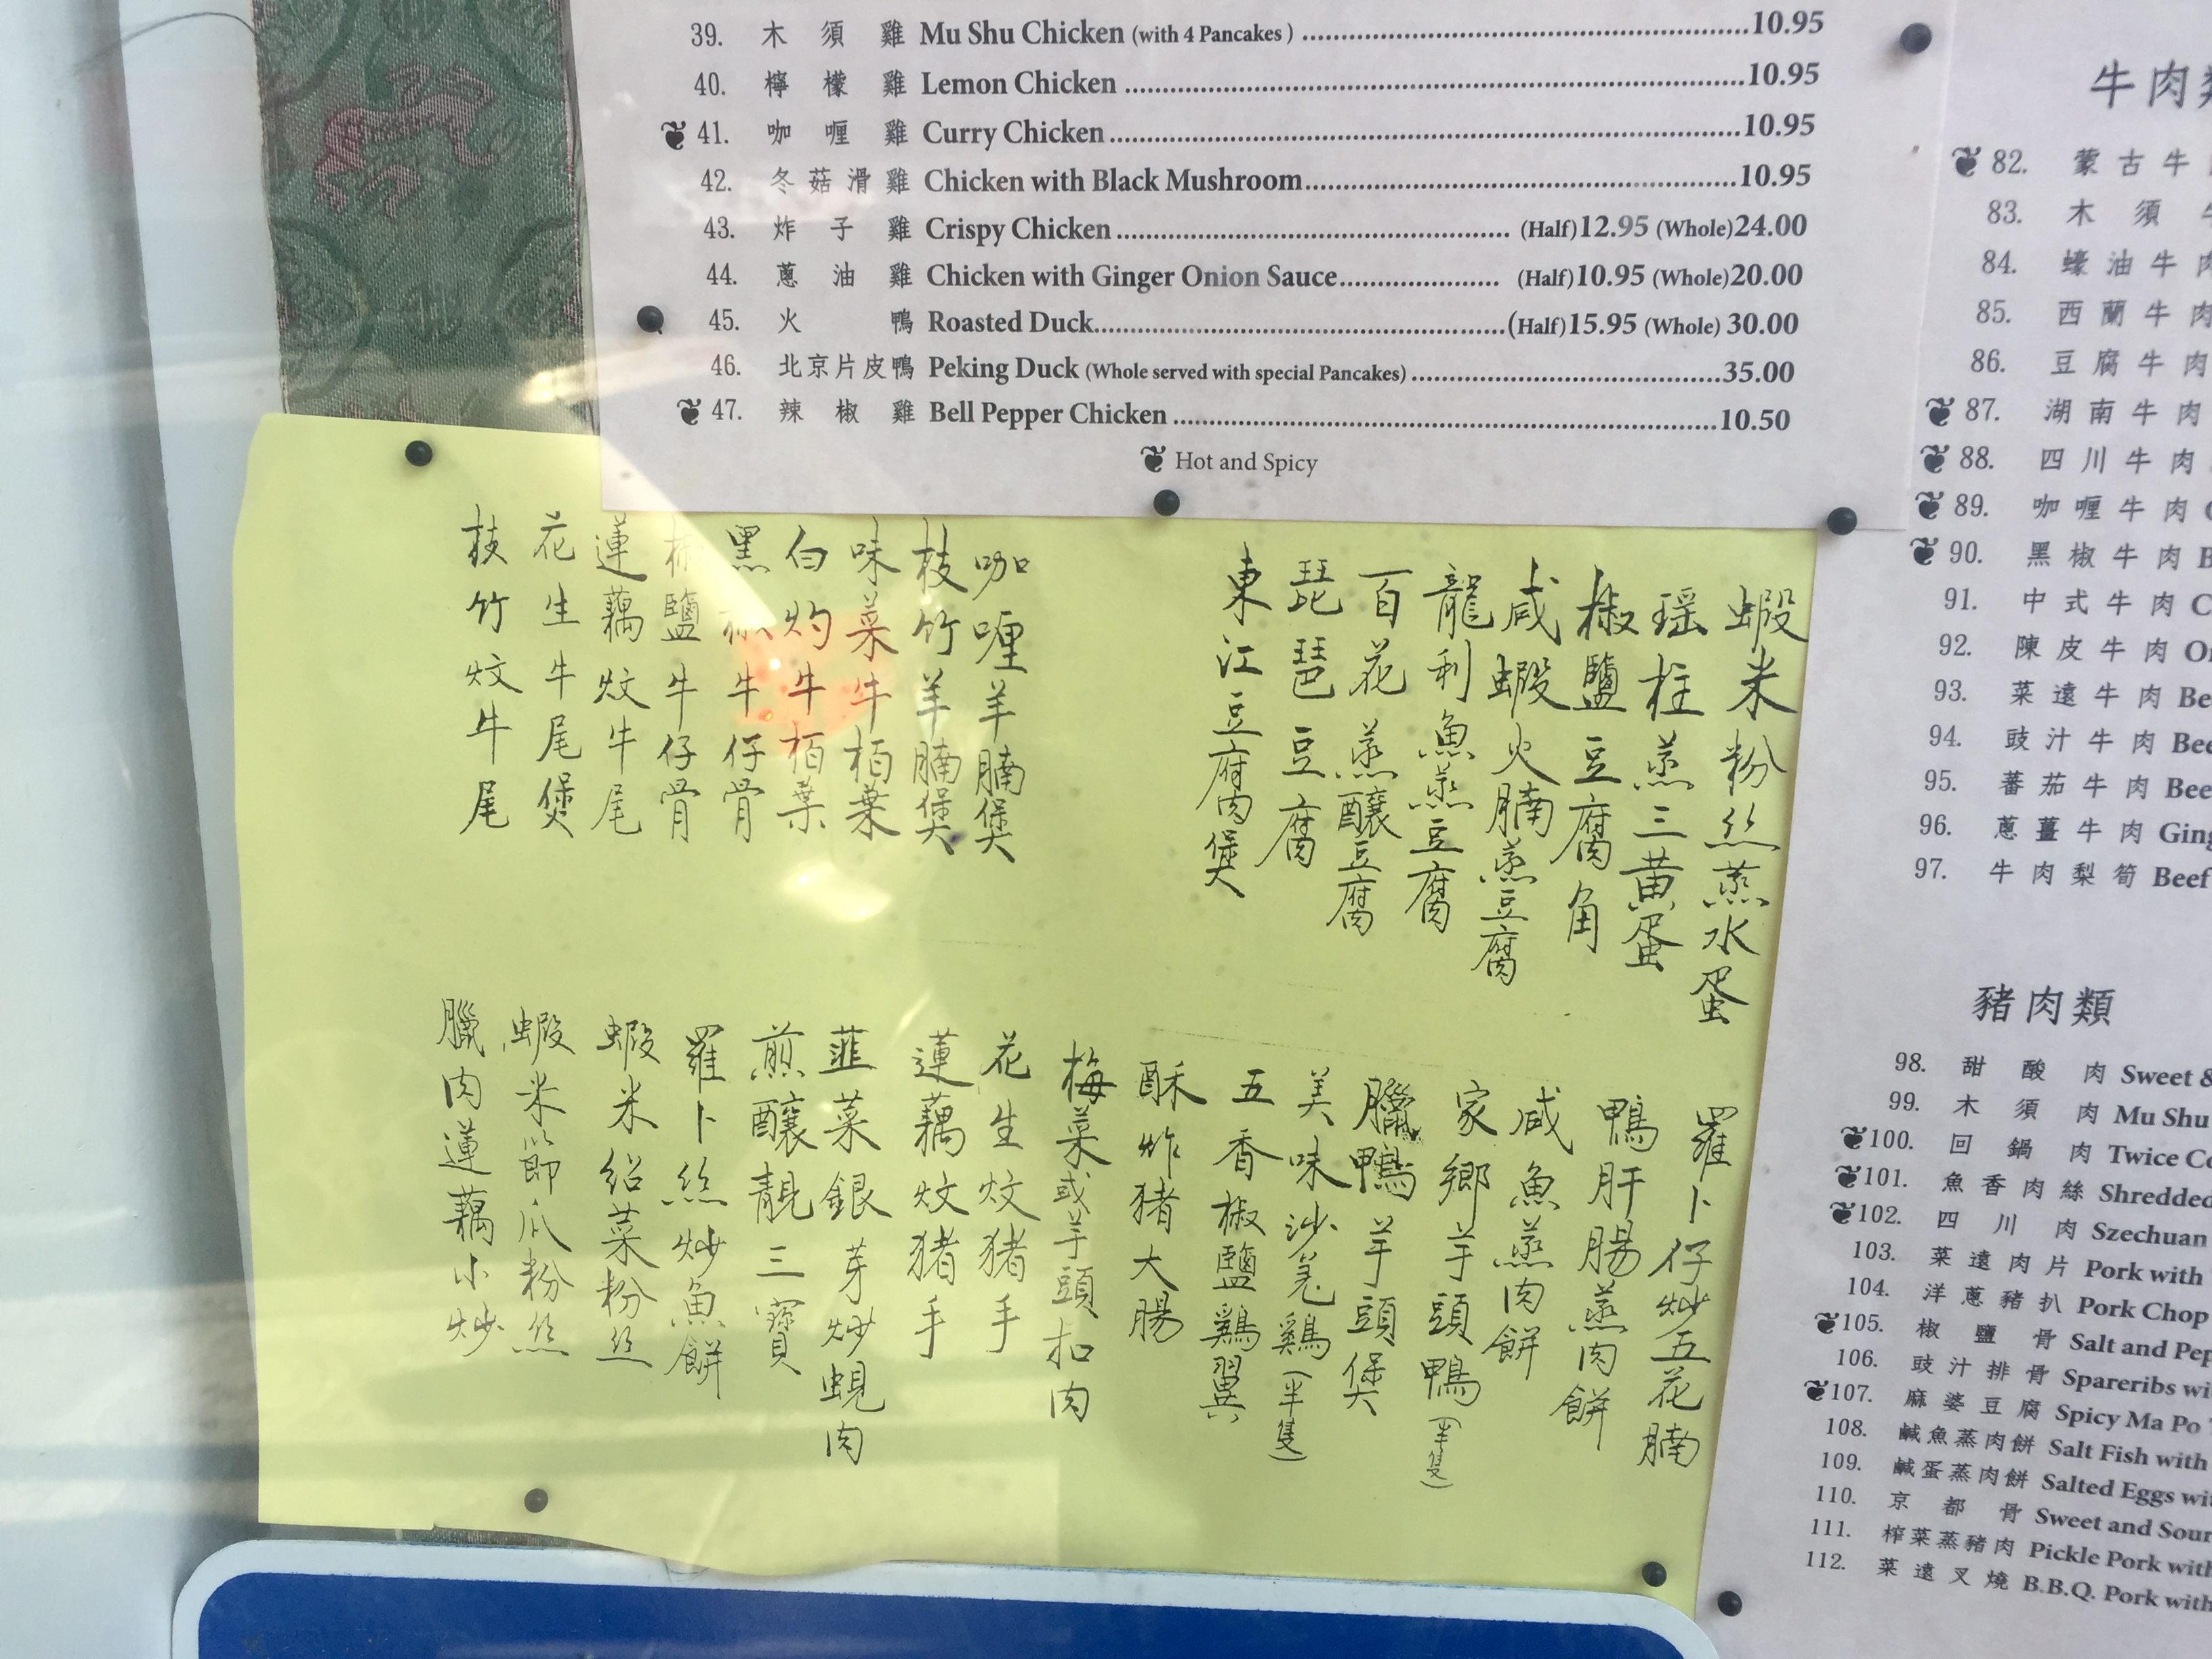 39. 木須雞 Mu Shu Chicken (with 4 Pancakes ) 10.95
40. 檸檬雞 Lemon Chicken 10.95
41. 咖喱雞 Curry Chicken 10.95
42. 冬菇滑雞 Chicken with Black Mushroom 10.95
43. 炸子雞 Crispy Chicken (Half)12.95 (Whole)24.00
44. 蔥油雞 Chicken with Ginger Onion Sauce (Half)10.95 (Whole)20.00
45. 火鴨 Roasted Duck (Half)15.95 (Whole) 30.00
46. 北京片皮鴨 Peking Duck (Whole served with special Pancakes) 35.00
47. 辣椒雞 Bell Pepper Chicken 10.50
Hot and Spicy
蝦米粉絲蒸水蛋
瑶柱蒸三黄蛋
椒鹽豆腐角
咸蝦火腩蒸豆腐
龍利魚蒸豆腐
百花蒸釀豆腐
琵琶豆腐
東江豆腐肉煲
咖喱羊腩煲
枝竹羊腩煲
味菜牛栢葉
白灼牛栢葉
黑椒牛仔骨
椒鹽牛仔骨
蓮藕炆牛尾
花生牛尾煲
枝竹炆牛尾
羅卜仔炒五花腩
鴨肝腸蒸肉餅
咸魚蒸肉餅
家鄉芋頭鴨(半隻)
臘鴨芋頭煲
美味沙羌鷄(半隻)
五香椒鹽鷄翼
酥炸猪大腸
梅菜或芋頭扣肉
花生炆猪手
蓮藕炆猪手
韮菜銀芽炒蜆肉
煎釀靚三寶
羅卜絲炒魚餅
蝦米绍菜粉丝
蝦米節瓜粉丝
臘肉蓮藕小炒
牛肉
82. 蒙古牛
83. 木須
84. 蠔油牛肉
85. 西蘭牛肉
86. 豆腐牛肉
87. 湖南牛肉
88. 四川牛肉
89. 咖喱牛肉
90. 黑椒牛肉 B
91. 中式牛肉 C
92. 陳皮牛肉 O
93. 菜遠牛肉 Be
94. 豉汁牛肉 Bee
95. 蕃茄牛肉 Bee
96. 蔥薑牛肉 Ging
97. 牛肉梨筍 Beef
豬肉類
98. 甜酸肉 Sweet &
99. 木須肉 Mu Shu
100. 回鍋肉 Twice Co
101. 魚香肉絲 Shredded
102. 四川肉 Szechuan
103. 菜遠肉片 Pork with
104. 洋蔥豬扒 Pork Chop
105. 椒鹽骨 Salt and Pep
106. 豉汁排骨 Spareribs wi
107. 麻婆豆腐 Spicy Ma Po
108. 鹹魚蒸肉餅 Salt Fish with
109. 鹹蛋蒸肉餅 Salted Eggs wit
110. 京都骨 Sweet and Sour
111. 榨菜蒸豬肉 Pickle Pork with
112. 菜遠叉燒 B.B.Q. Pork with